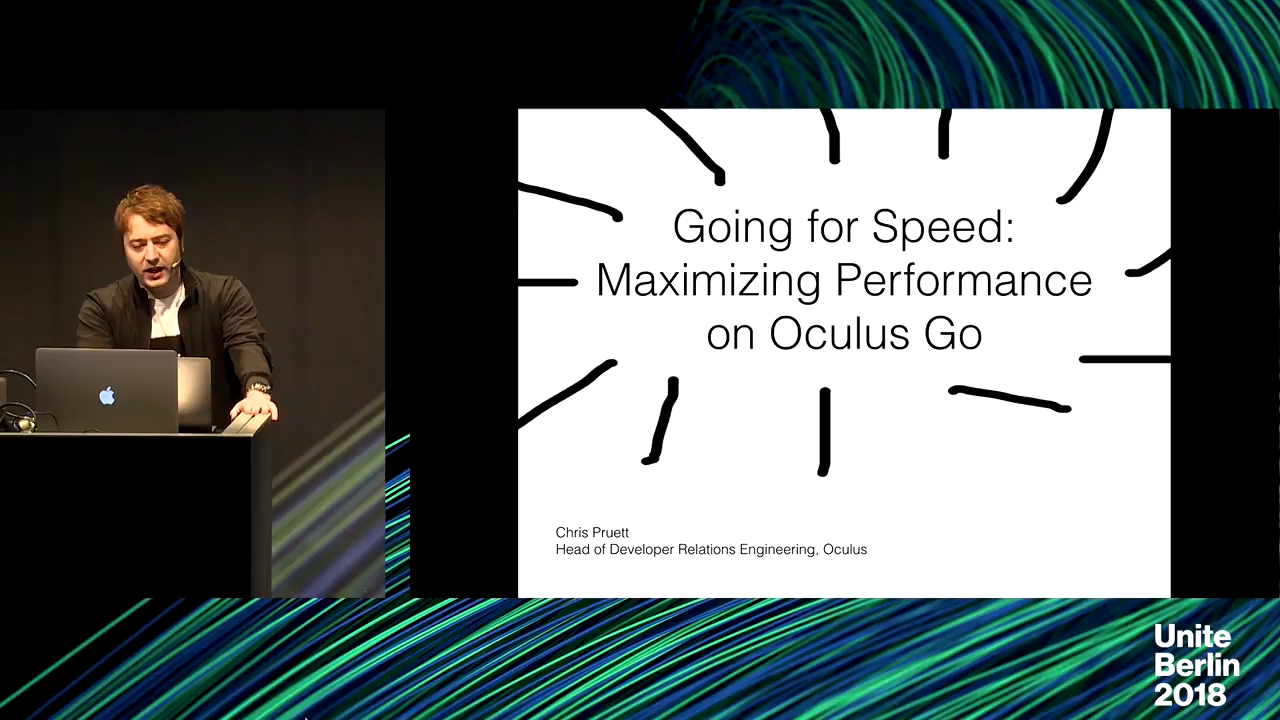 Going for Speed:
Maximizing Performance
on Oculus Go
Chris Pruett
Head of Developer Relations Engineering, Oculus
Unite
Berlin
2018